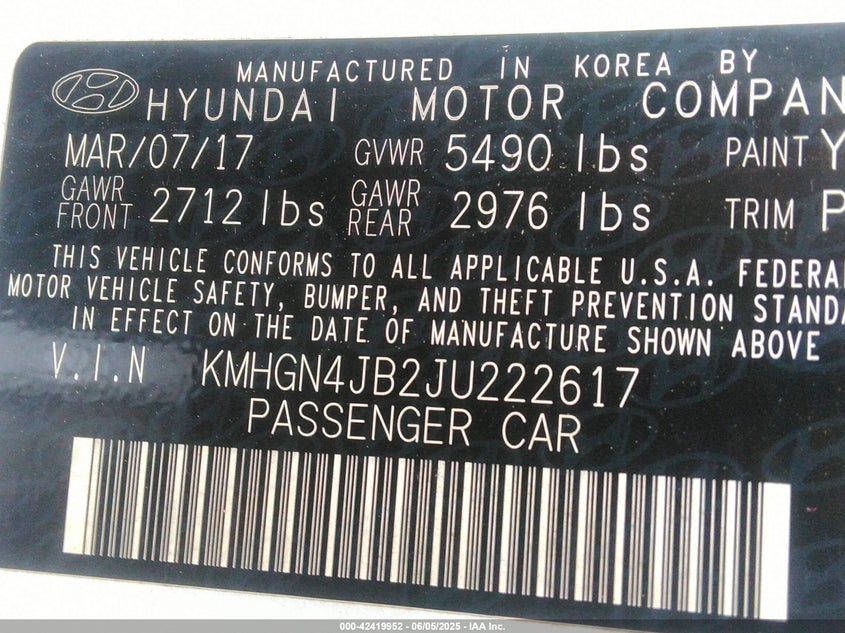 MANUFACTURED IN KOREA BY
HYUNDAI MOTOR COMPAN
MAR/07/17 GVWR 5490 lbs PAINT Y
GAWR FRONT 2712 lbs GAWR REAR 2976 lbs TRIM P
THIS VEHICLE CONFORMS TO ALL APPLICABLE U.S.A. FEDERA
MOTOR VEHICLE SAFETY, BUMPER, AND THEFT PREVENTION STANDA
IN EFFECT ON THE DATE OF MANUFACTURE SHOWN ABOVE
V.I.N KMHGN4JB2JU222617
PASSENGER CAR
000-42419952 - 06/05/2025 - IAA Inc.